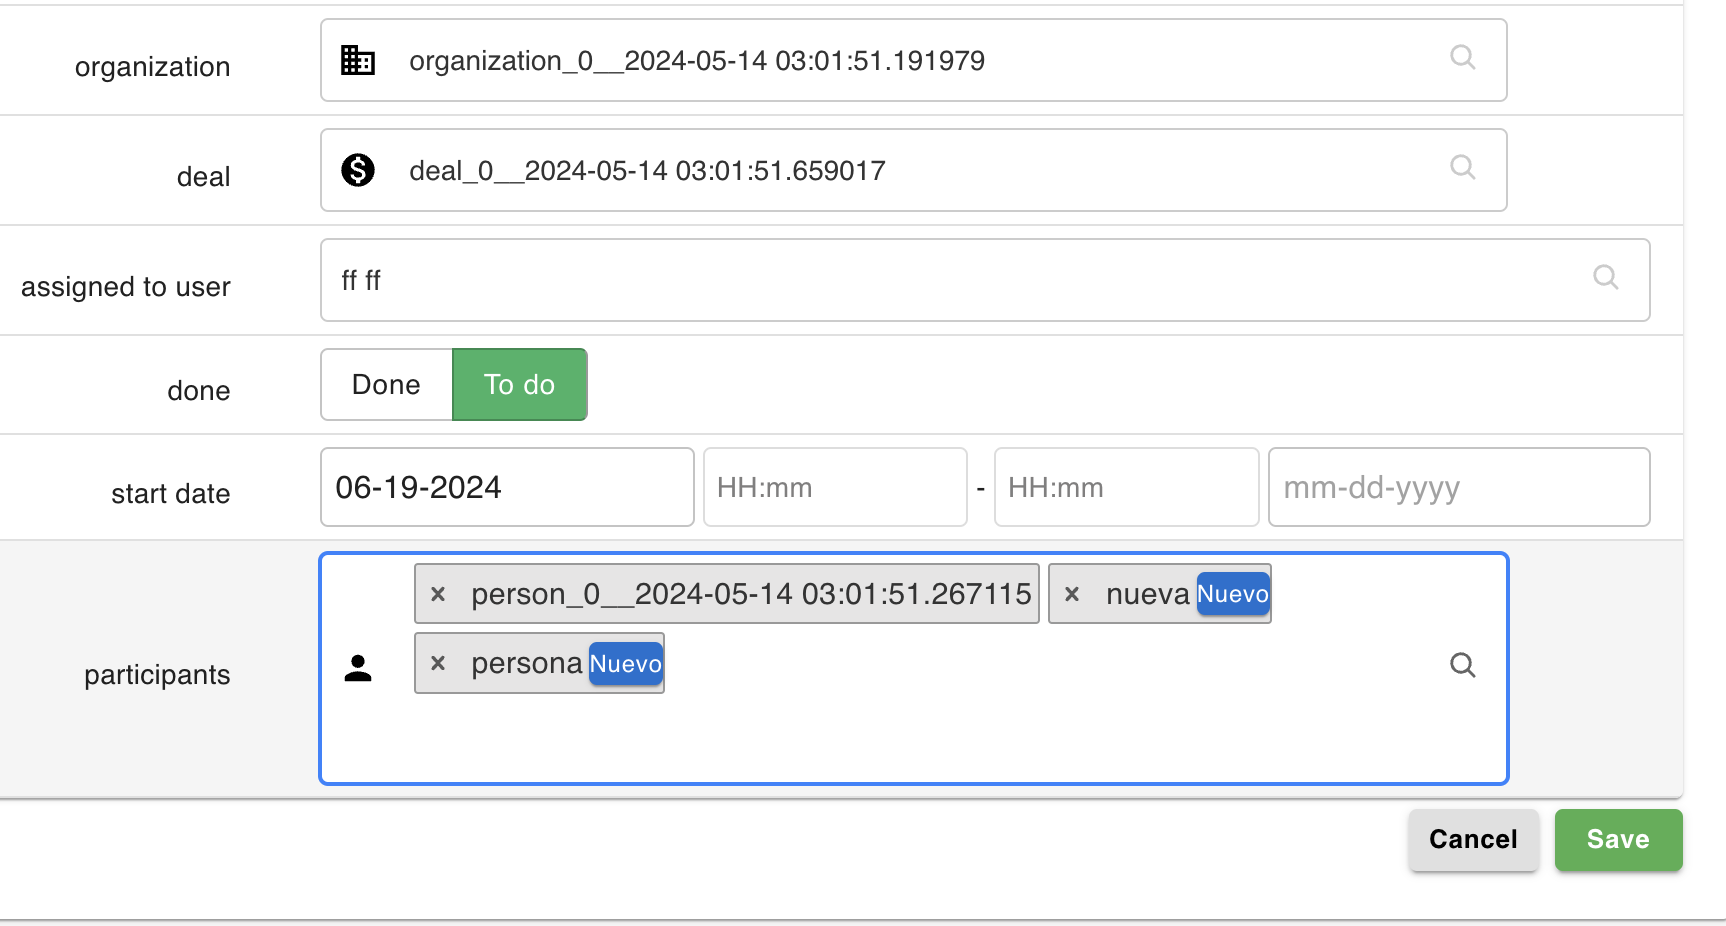 organization organization_0__2024-05-14 03:01:51.191979
deal deal_0__2024-05-14 03:01:51.659017
assigned to user ff ff
done Done To do
start date 06-19-2024 HH:mm - HH:mm mm-dd-yyyy
× person_0__2024-05-14 03:01:51.267115 × nueva Nuevo
× persona Nuevo
participants
Cancel Save